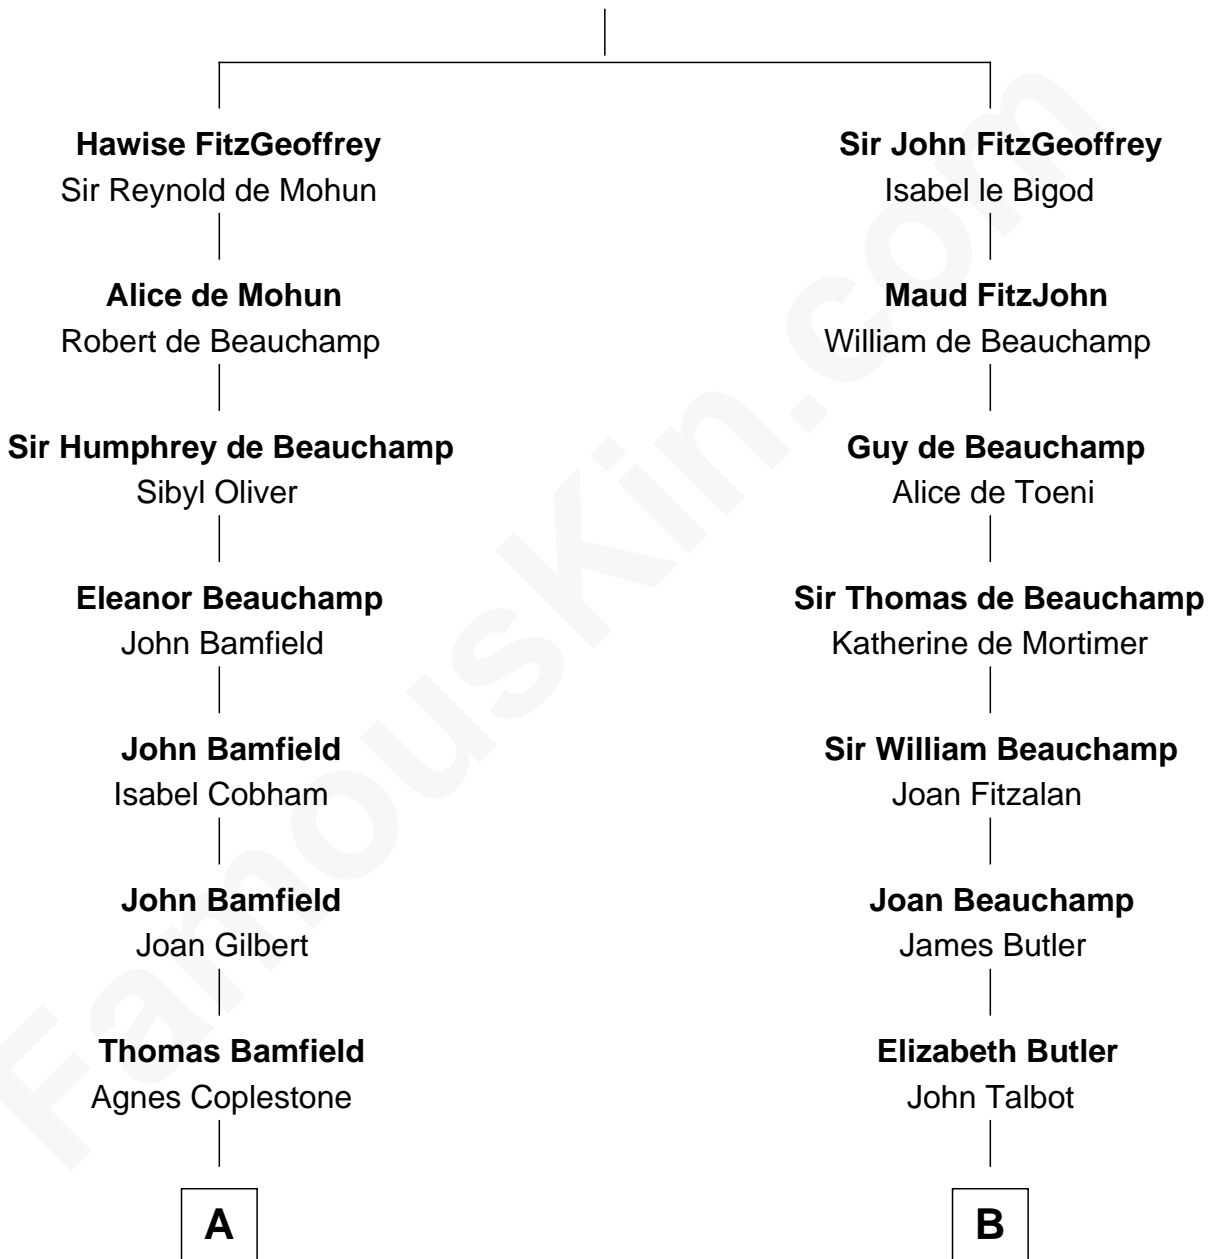 Hawise FitzGeoffrey
Sir Reynold de Mohun
Alice de Mohun
Robert de Beauchamp
Sir Humphrey de Beauchamp
Sibyl Oliver
Eleanor Beauchamp
John Bamfield
John Bamfield
Isabel Cobham
John Bamfield
Joan Gilbert
Thomas Bamfield
Agnes Coplestone
A
Sir John FitzGeoffrey
Isabel le Bigod
Maud FitzJohn
William de Beauchamp
Guy de Beauchamp
Alice de Toeni
Sir Thomas de Beauchamp
Katherine de Mortimer
Sir William Beauchamp
Joan Fitzalan
Joan Beauchamp
James Butler
Elizabeth Butler
John Talbot
B
FamousKin.com